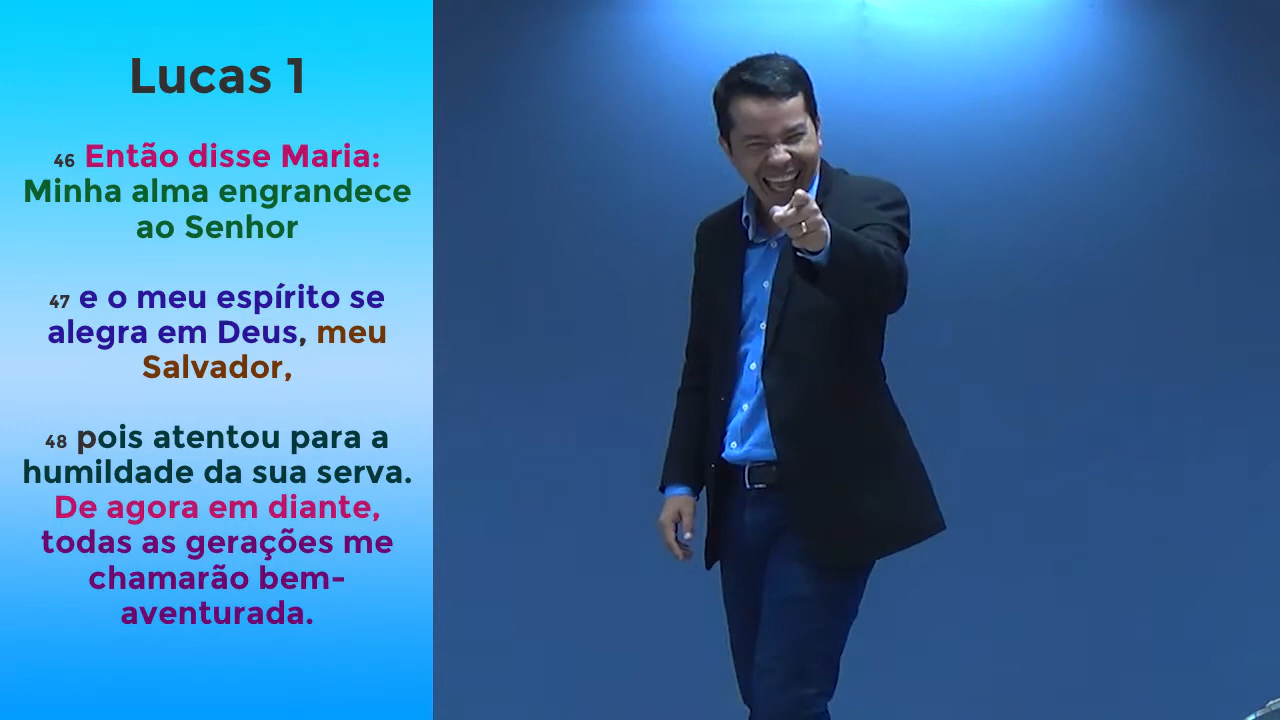 Lucas 1
46 Então disse Maria:
Minha alma engrandece
ao Senhor
47 e o meu espírito se
alegra em Deus, meu
Salvador,
48 pois atentou para a
humildade da sua serva.
De agora em diante,
todas as gerações me
chamarão bem-
aventurada.